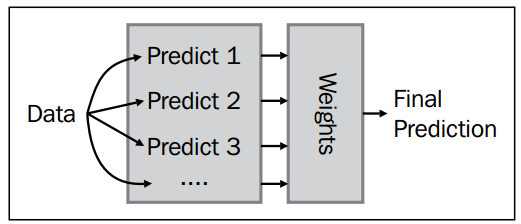 Data
Predict 1
Predict 2
Predict 3
....
Weights
Final
Prediction